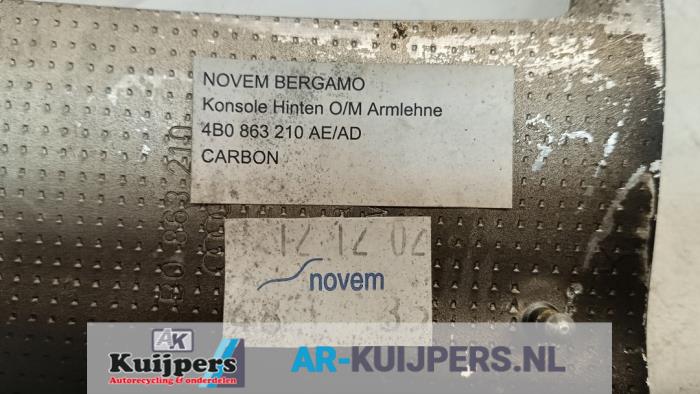 NOVEM BERGAMO
Konsole Hinten O/M Armlehne
4B0 863 210 AE/AD
CARBON
novem
AK
Kuijpers
Autorecycling & onderdelen
AR-KUIJPERS.NL